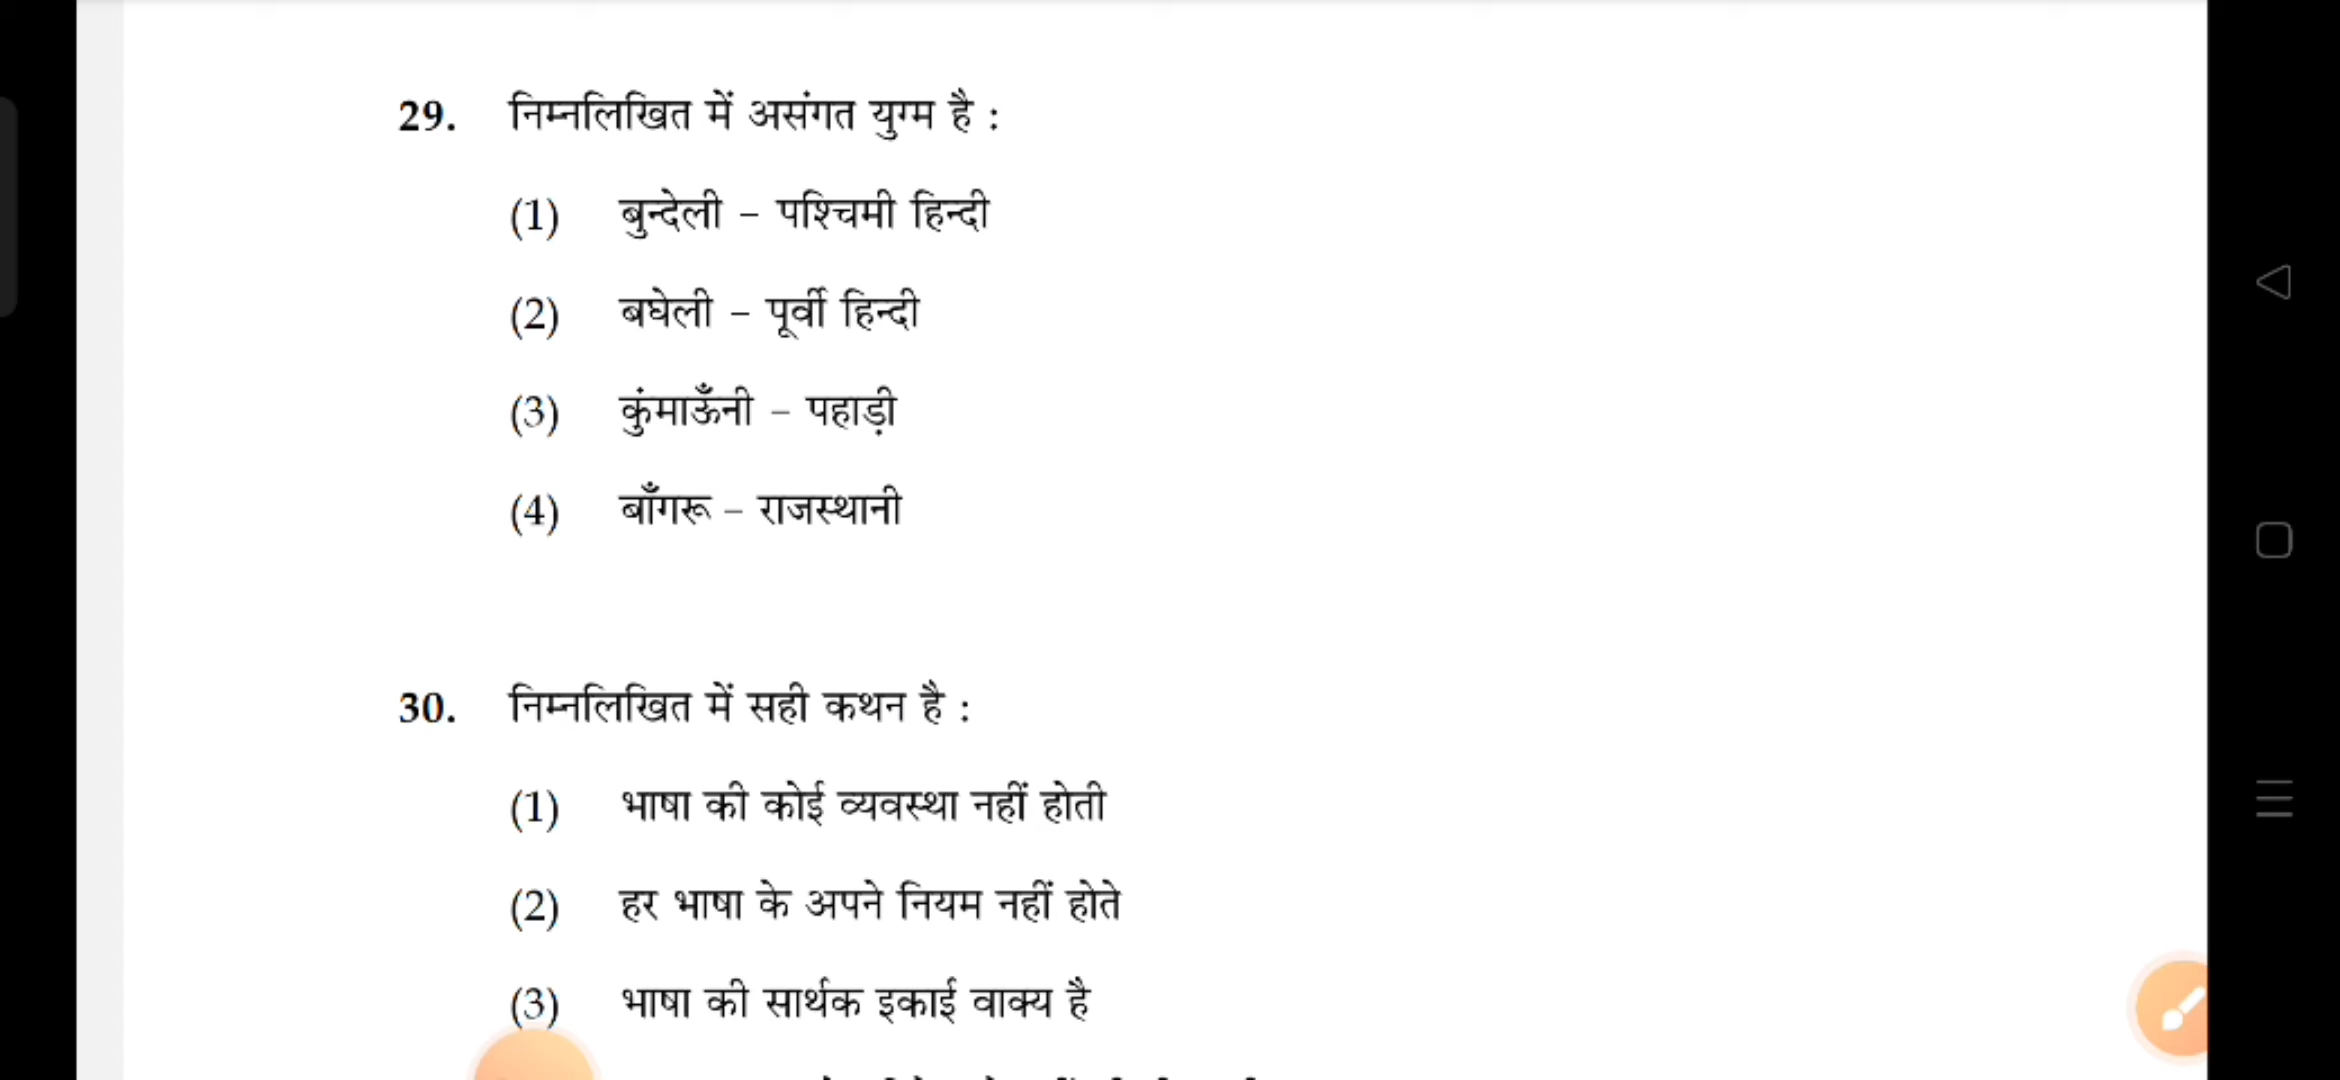 29. निम्नलिखित में असंगत युग्म है :
(1) बुन्देली – पश्चिमी हिन्दी
(2) बघेली – पूर्वी हिन्दी
(3) कुंमाऊँनी – पहाड़ी
(4) बाँगरू – राजस्थानी
30. निम्नलिखित में सही कथन है :
(1) भाषा की कोई व्यवस्था नहीं होती
(2) हर भाषा के अपने नियम नहीं होते
(3) भाषा की सार्थक इकाई वाक्य है